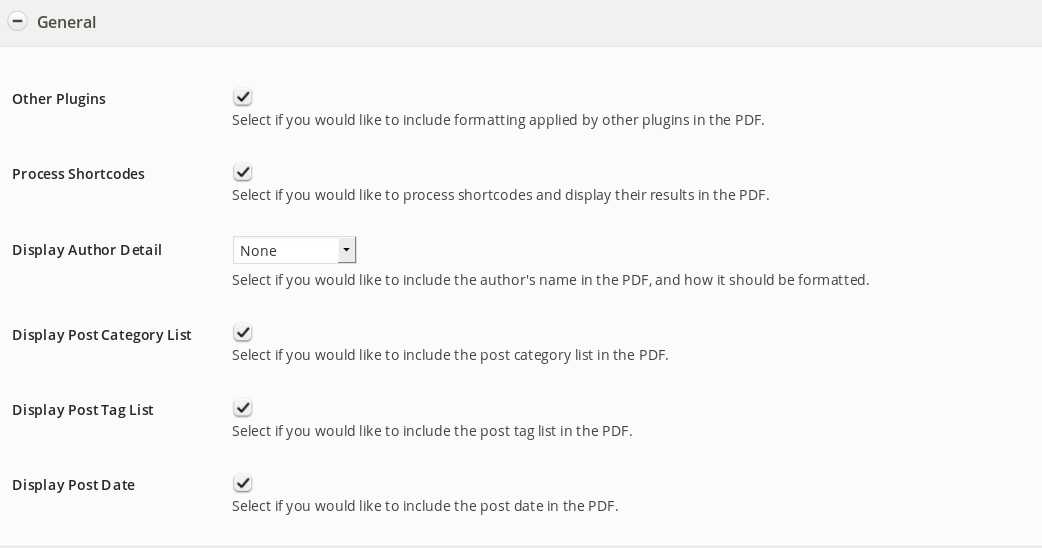 General
Other Plugins
Select if you would like to include formatting applied by other plugins in the PDF.
Process Shortcodes
Select if you would like to process shortcodes and display their results in the PDF.
Display Author Detail
None
Select if you would like to include the author's name in the PDF, and how it should be formatted.
Display Post Category List
Select if you would like to include the post category list in the PDF.
Display Post Tag List
Select if you would like to include the post tag list in the PDF.
Display Post Date
Select if you would like to include the post date in the PDF.